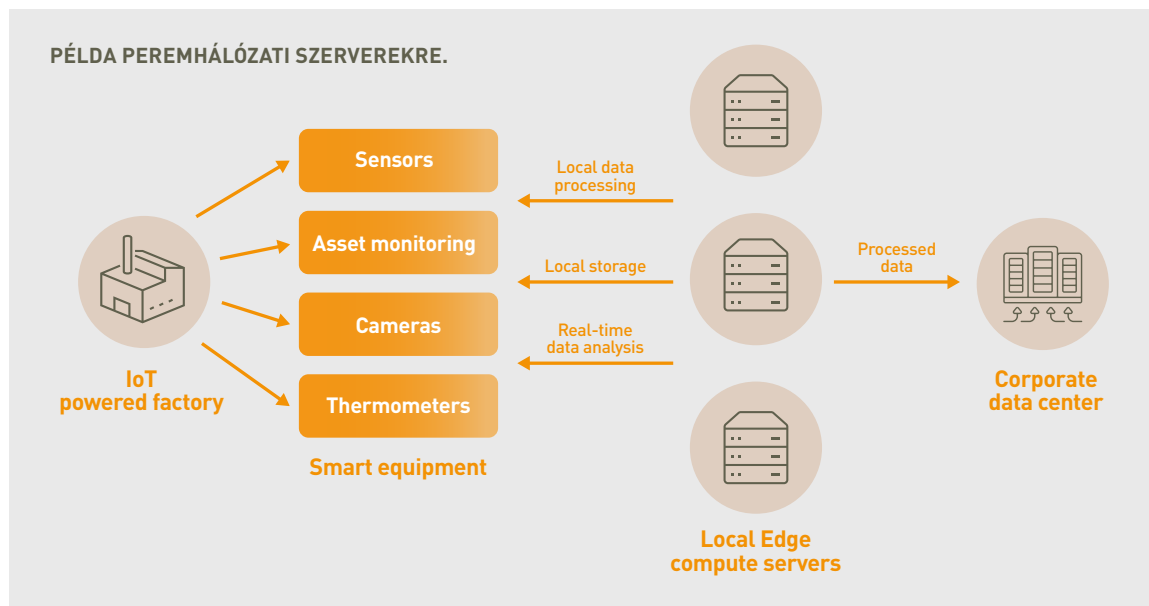 PÉLDA PEREMHÁLÓZATI SZERVEREKRE.
IoT
powered factory
Sensors
Asset monitoring
Cameras
Thermometers
Smart equipment
Local data
processing
Local storage
Real-time
data analysis
Local Edge
compute servers
Processed
data
Corporate
data center